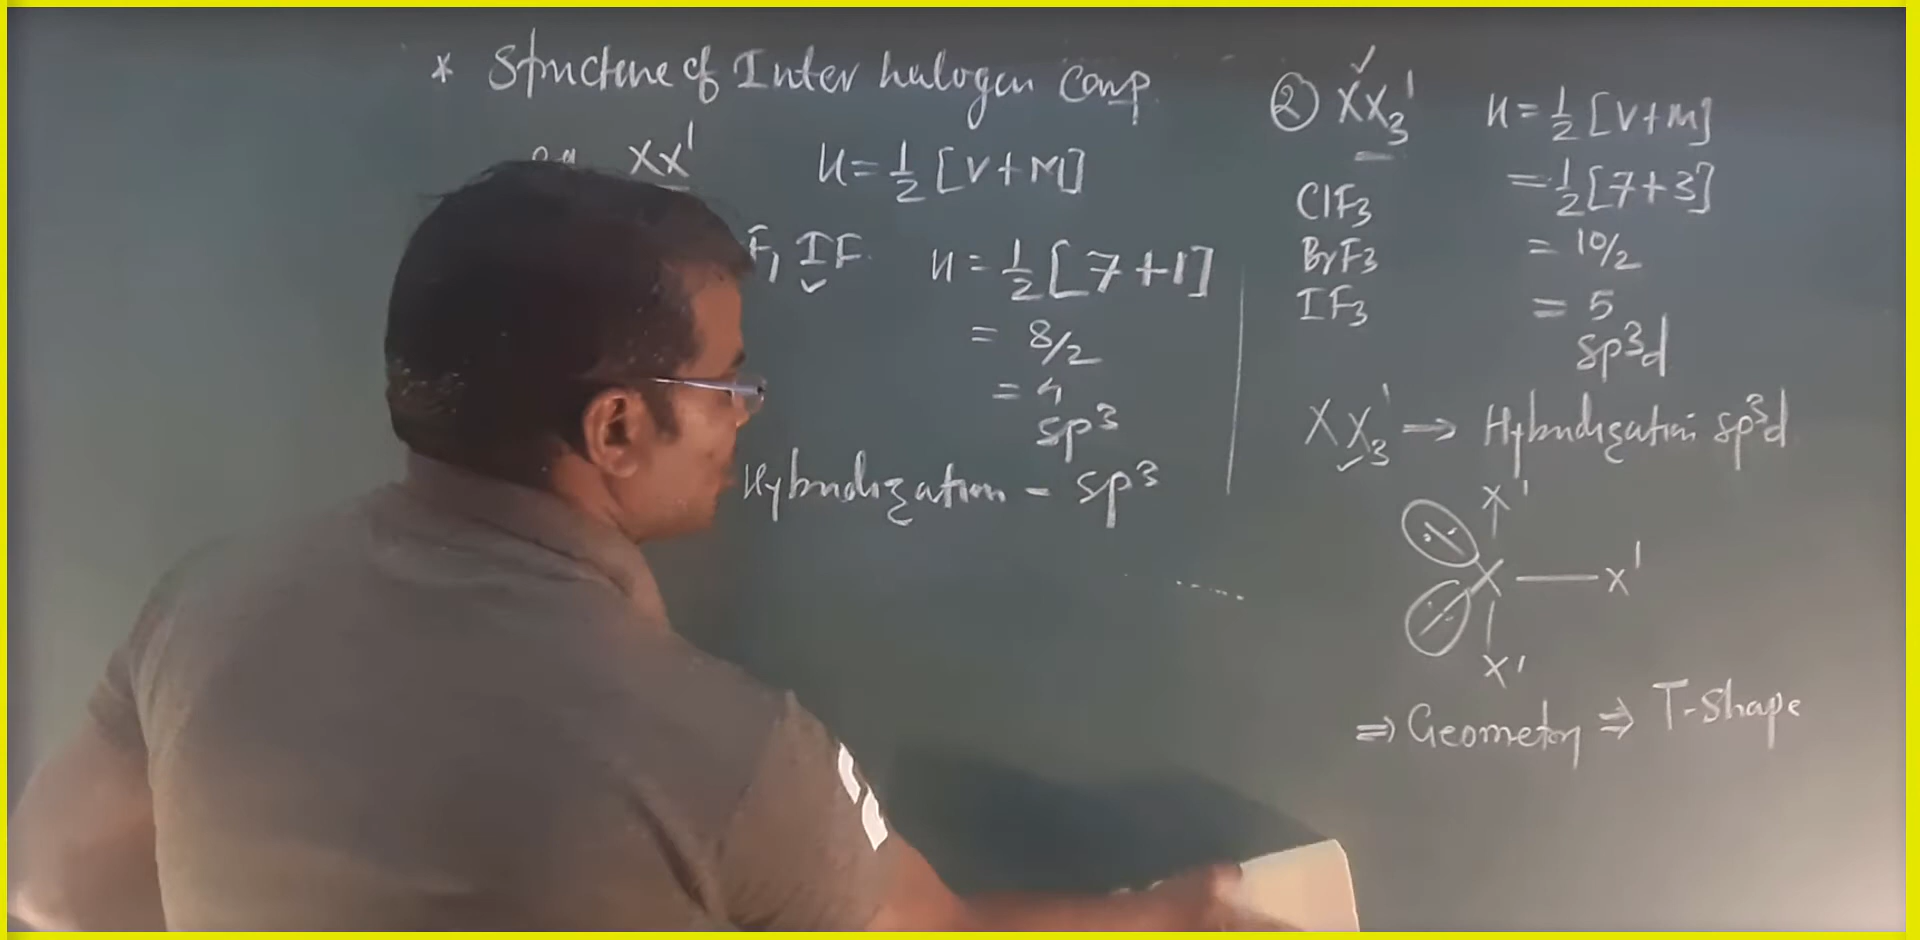 * Structure of Inter halogen Comp.
e.g. XX'
H=1/2[V+M]
F, IF.
H=1/2[7+1]
= 8/2
= 4
sp³
Hybridization - sp³
② XX₃'
H=1/2[V+M]
=1/2[7+3]
ClF₃
BrF₃
IF₃
= 10/2
= 5
sp³d
XX₃' → Hybridization sp³d
X'
X — X'
X'
⇒ Geometry ⇒ T-Shape